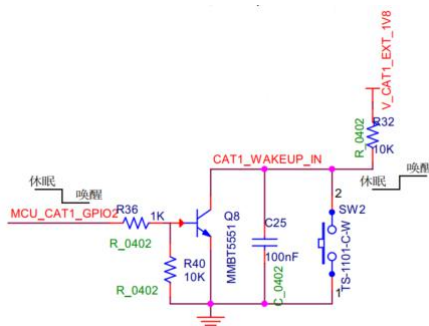 V_CAT1_EXT_1V8
R_0402
R32
10K
CAT1_WAKEUP_IN
休眠
唤醒
休眠
唤醒
2
SW2
MCU_CAT1_GPIO2
R36
1K
Q8
C25
R_0402
MMBT5551
100nF
TS-1101-C-W
R40
10K
C_0402
R_0402
1